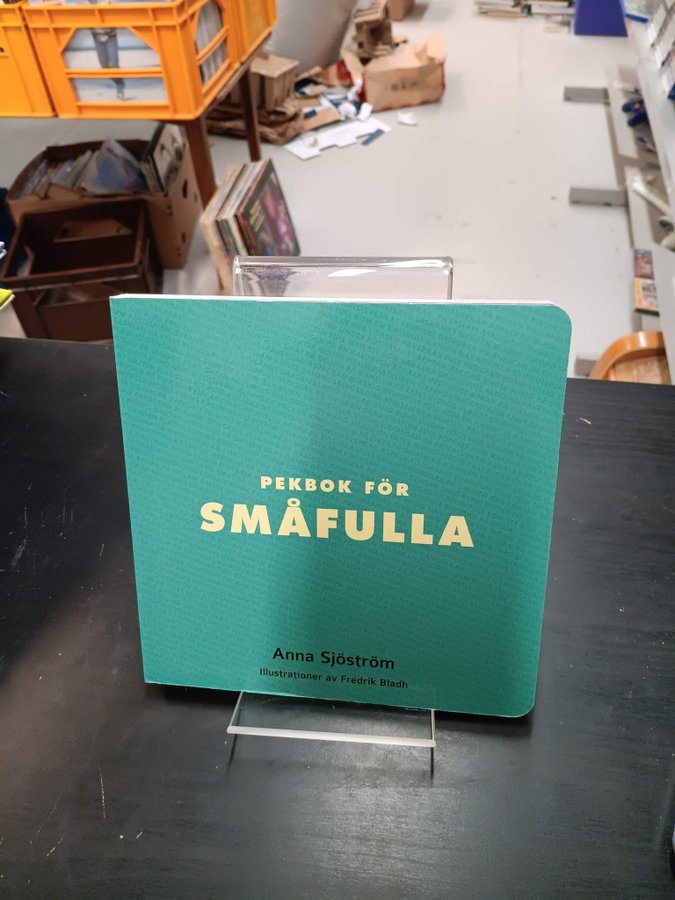 PEKBOK FÖR
SMÅFULLA
Anna Sjöström
Illustrationer av Fredrik Bladh